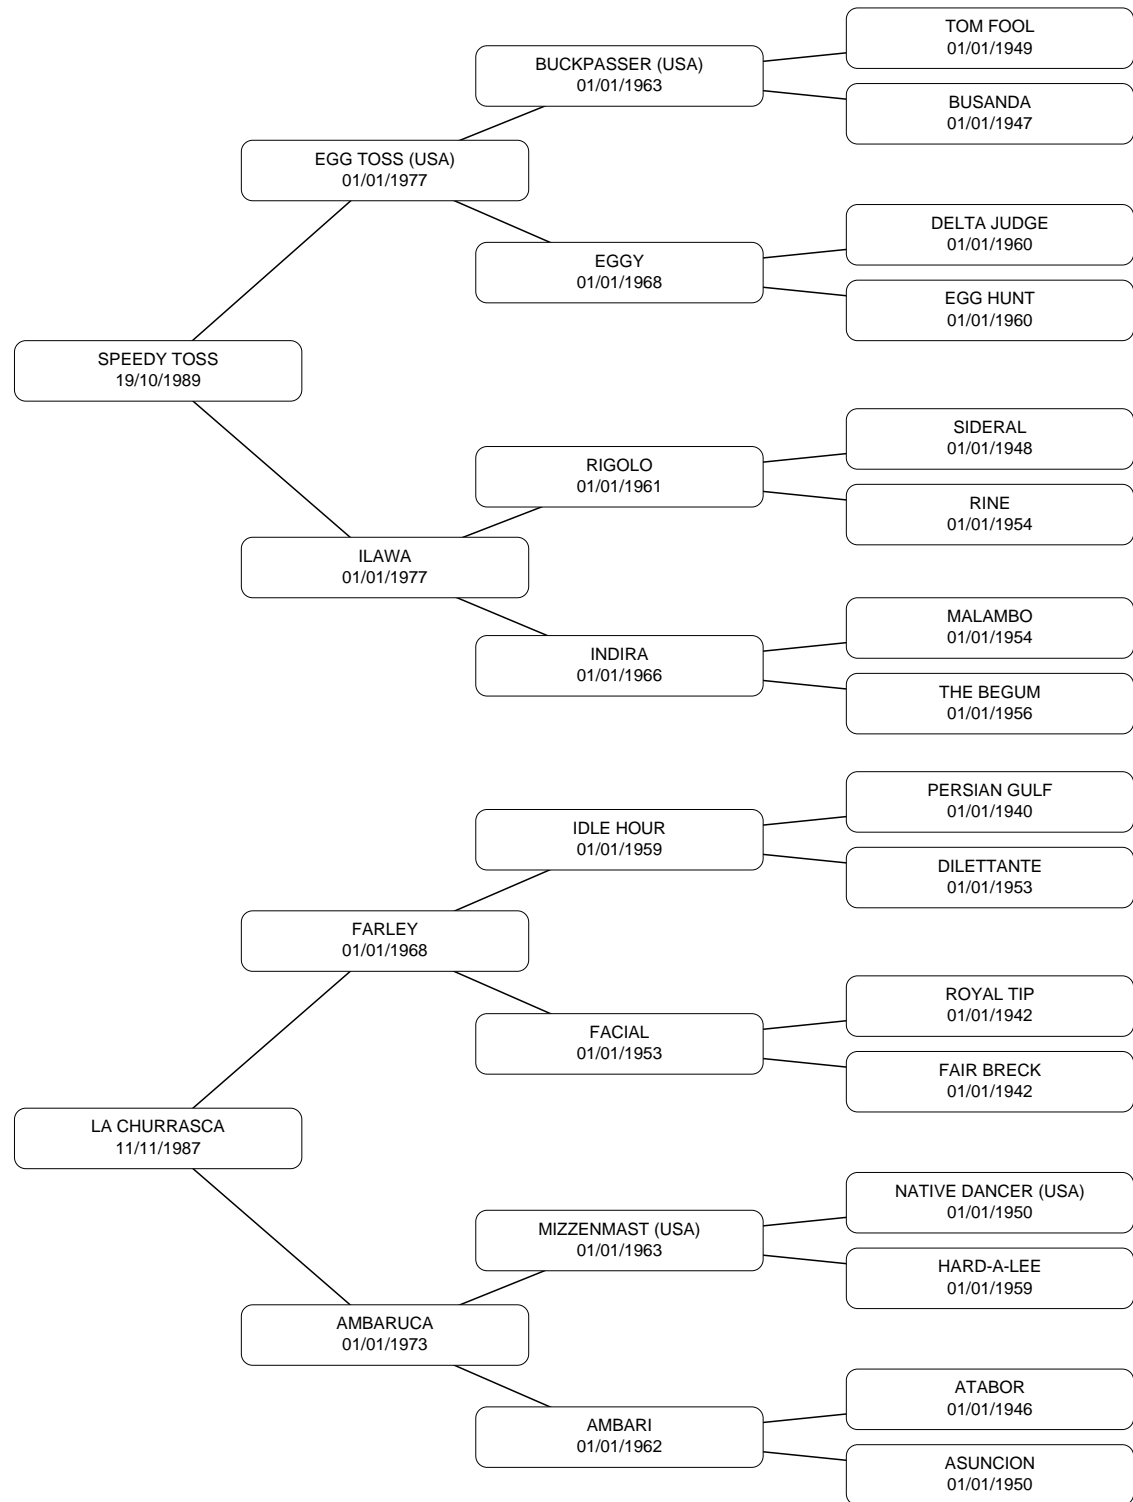 TOM FOOL
01/01/1949
BUCKPASSER (USA)
01/01/1963
BUSANDA
01/01/1947
EGG TOSS (USA)
01/01/1977
DELTA JUDGE
01/01/1960
EGGY
01/01/1968
EGG HUNT
01/01/1960
SPEEDY TOSS
19/10/1989
SIDERAL
01/01/1948
RIGOLO
01/01/1961
RINE
01/01/1954
ILAWA
01/01/1977
MALAMBO
01/01/1954
INDIRA
01/01/1966
THE BEGUM
01/01/1956
PERSIAN GULF
01/01/1940
IDLE HOUR
01/01/1959
DILETTANTE
01/01/1953
FARLEY
01/01/1968
ROYAL TIP
01/01/1942
FACIAL
01/01/1953
FAIR BRECK
01/01/1942
LA CHURRASCA
11/11/1987
NATIVE DANCER (USA)
01/01/1950
MIZZENMAST (USA)
01/01/1963
HARD-A-LEE
01/01/1959
AMBARUCA
01/01/1973
ATABOR
01/01/1946
AMBARI
01/01/1962
ASUNCION
01/01/1950